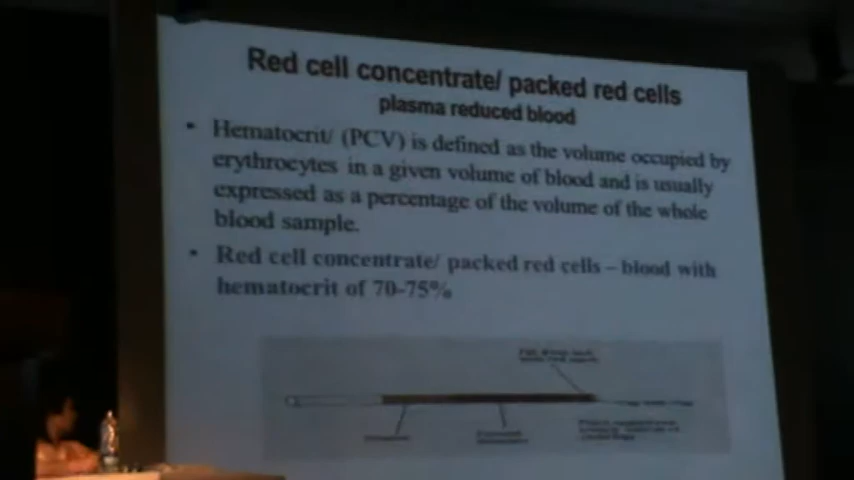 Red cell concentrate/ packed red cells
plasma reduced blood
• Hematocrit/ (PCV) is defined as the volume occupied by
erythrocytes in a given volume of blood and is usually
expressed as a percentage of the volume of the whole
blood sample.
• Red cell concentrate/ packed red cells – blood with
hematocrit of 70-75%